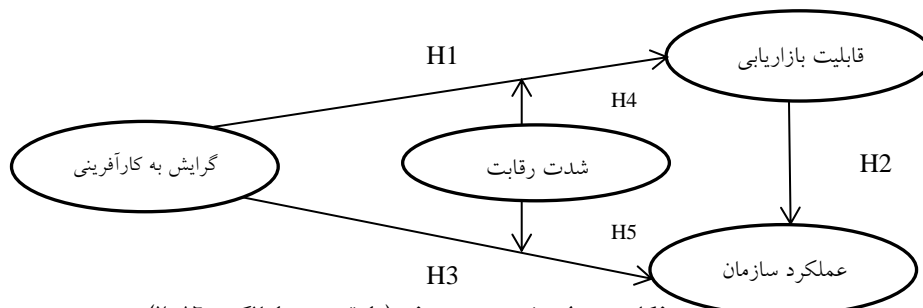 H1
قابلیت بازاریابی
H4
گرایش به کارآفرینی
شدت رقابت
H2
H5
عملکرد سازمان
H3